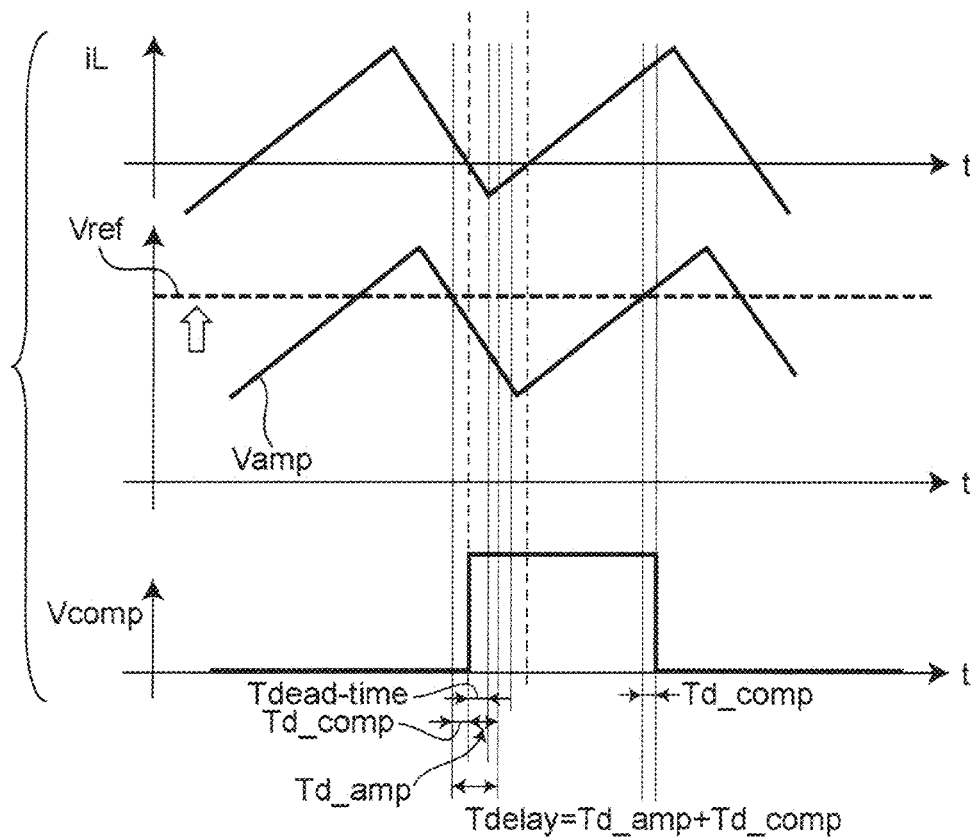 iL
t
Vref
Vamp
t
Vcomp
t
Tdead-time
Td_comp
Td_comp
Td_amp
Tdelay=Td_amp+Td_comp